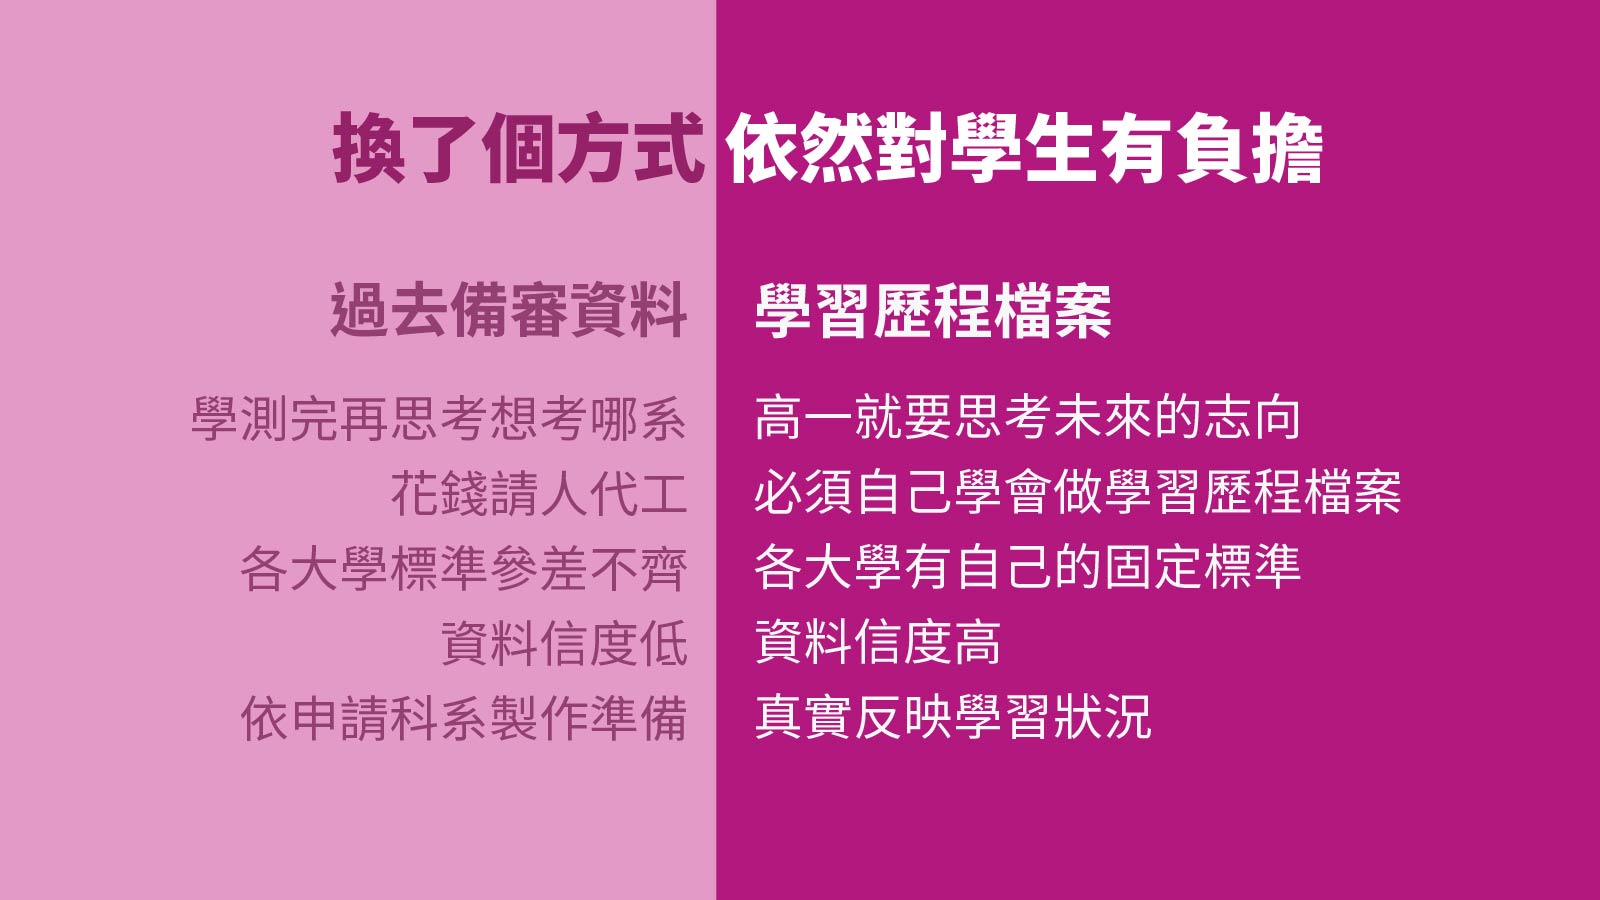 換了個方式 依然對學生有負擔
過去備審資料
學測完再思考想考哪系
花錢請人代工
各大學標準參差不齊
資料信度低
依申請科系製作準備
學習歷程檔案
高一就要思考未來的志向
必須自己學會做學習歷程檔案
各大學有自己的固定標準
資料信度高
真實反映學習狀況